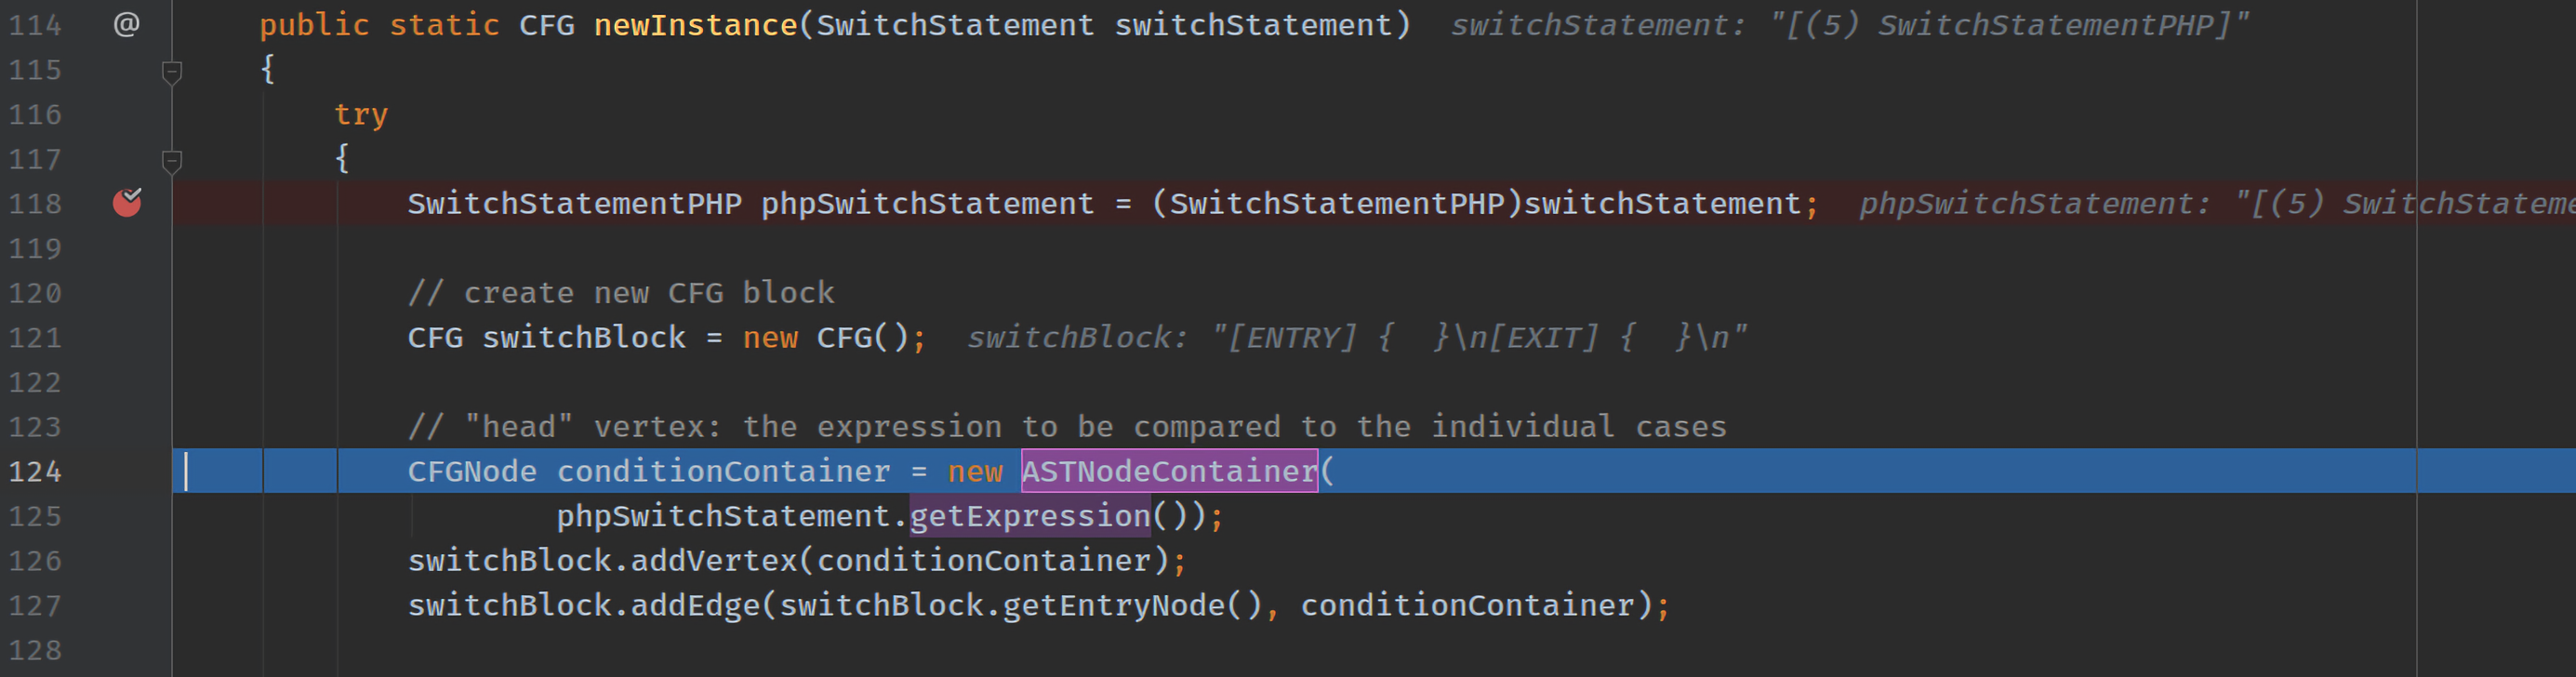 114 @ public static CFG newInstance(SwitchStatement switchStatement) switchStatement: "[(5) SwitchStatementPHP]"
115 {
116 try
117 {
118 SwitchStatementPHP phpSwitchStatement = (SwitchStatementPHP)switchStatement; phpSwitchStatement: "[(5) SwitchStateme
119
120 // create new CFG block
121 CFG switchBlock = new CFG(); switchBlock: "[ENTRY] {  }\n[EXIT] {  }\n"
122
123 // "head" vertex: the expression to be compared to the individual cases
124 CFGNode conditionContainer = new ASTNodeContainer(
125 phpSwitchStatement.getExpression());
126 switchBlock.addVertex(conditionContainer);
127 switchBlock.addEdge(switchBlock.getEntryNode(), conditionContainer);
128